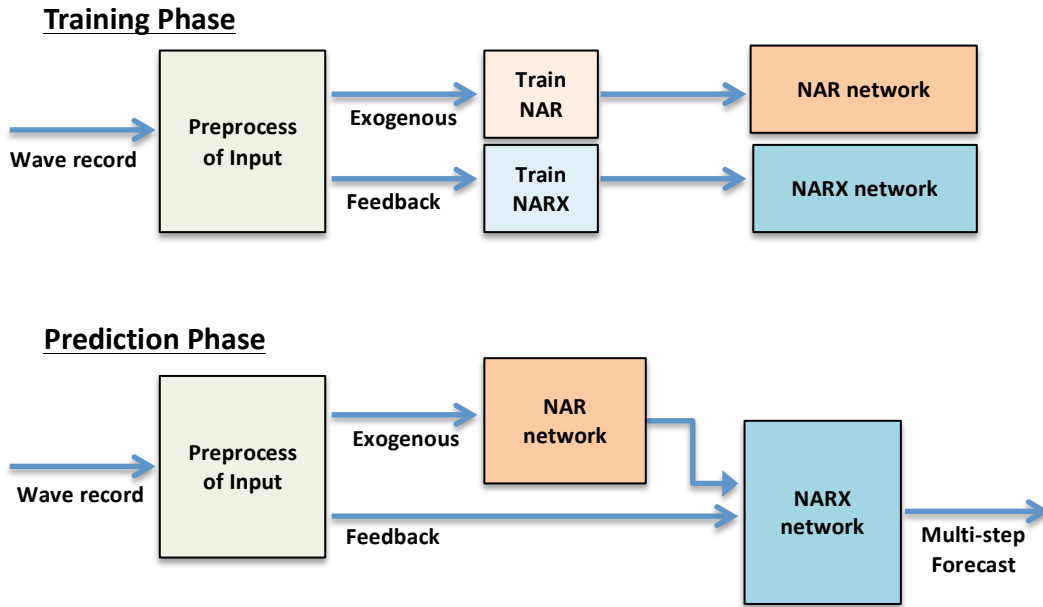 Training Phase
Wave record
Preprocess
of Input
Exogenous
Feedback
Train
NAR
Train
NARX
NAR network
NARX network
Prediction Phase
Wave record
Preprocess
of Input
Exogenous
Feedback
NAR
network
NARX
network
Multi-step
Forecast